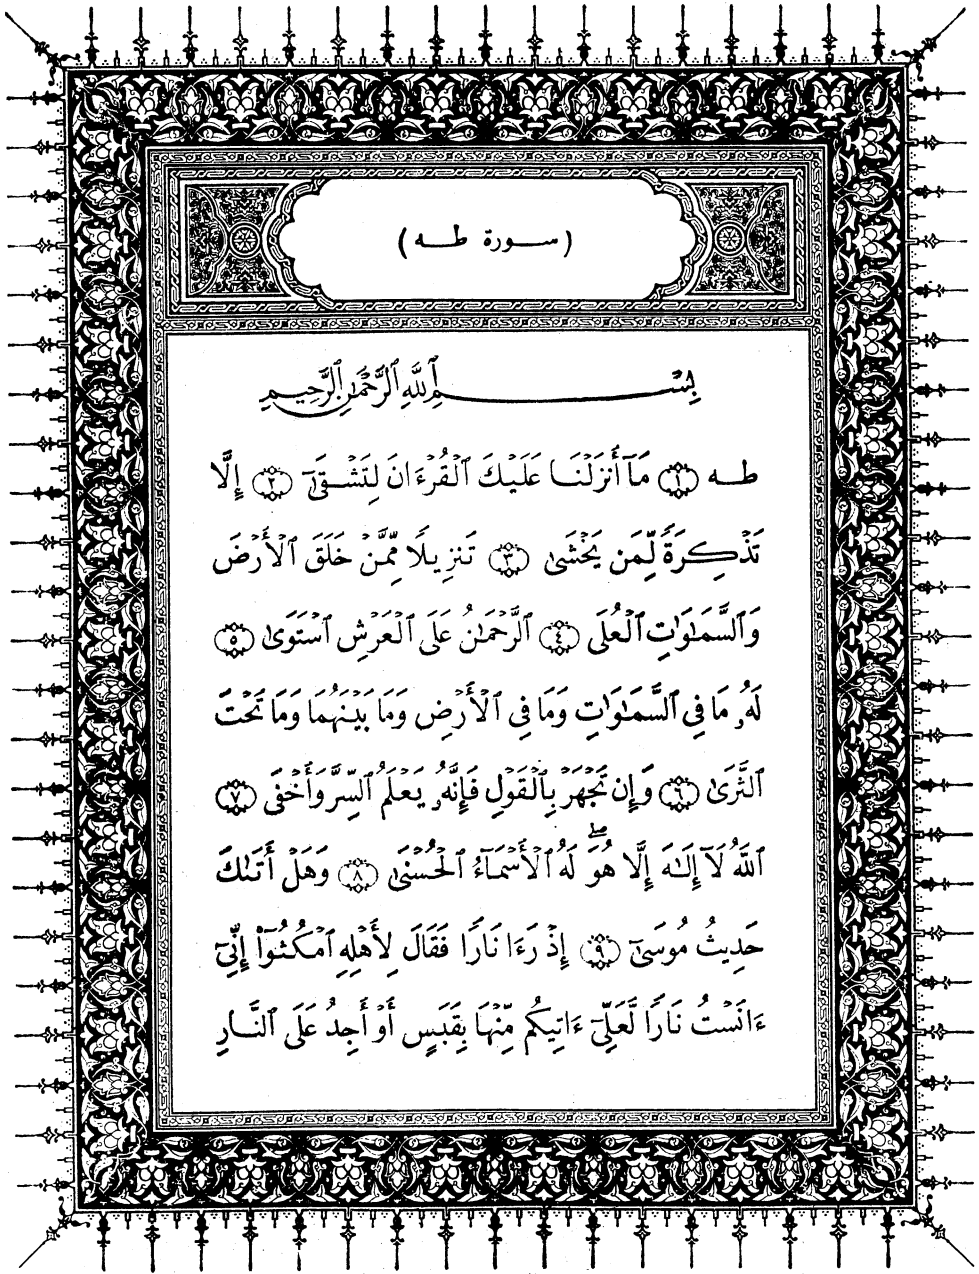 (سورة طه)
بِسْمِ ٱللَّهِ ٱلرَّحْمَٰنِ ٱلرَّحِيمِ
طه ١ مَآ أَنزَلْنَا عَلَيْكَ ٱلْقُرْءَانَ لِتَشْقَىٰٓ ٢ إِلَّا
تَذْكِرَةً لِّمَن يَخْشَىٰ ٣ تَنزِيلًا مِّمَّنْ خَلَقَ ٱلْأَرْضَ
وَٱلسَّمَٰوَٰتِ ٱلْعُلَى ٤ ٱلرَّحْمَٰنُ عَلَى ٱلْعَرْشِ ٱسْتَوَىٰ ٥
لَهُۥ مَا فِى ٱلسَّمَٰوَٰتِ وَمَا فِى ٱلْأَرْضِ وَمَا بَيْنَهُمَا وَمَا تَحْتَ
ٱلثَّرَىٰ ٦ وَإِن تَجْهَرْ بِٱلْقَوْلِ فَإِنَّهُۥ يَعْلَمُ ٱلسِّرَّ وَأَخْفَى ٧
ٱللَّهُ لَآ إِلَٰهَ إِلَّا هُوَ ۖ لَهُ ٱلْأَسْمَآءُ ٱلْحُسْنَىٰ ٨ وَهَلْ أَتَىٰكَ
حَدِيثُ مُوسَىٰٓ ٩ إِذْ رَءَا نَارًا فَقَالَ لِأَهْلِهِ ٱمْكُثُوٓا۟ إِنِّىٓ
ءَانَسْتُ نَارًا لَّعَلِّىٓ ءَاتِيكُم مِّنْهَا بِقَبَسٍ أَوْ أَجِدُ عَلَى ٱلنَّارِ